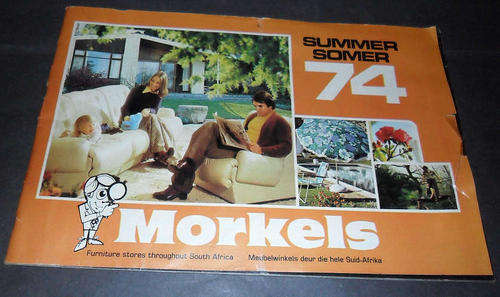 SUMMER
SOMER
74
Morkels
Furniture stores throughout South Africa Meubelwinkels deur die hele Suid-Afrika